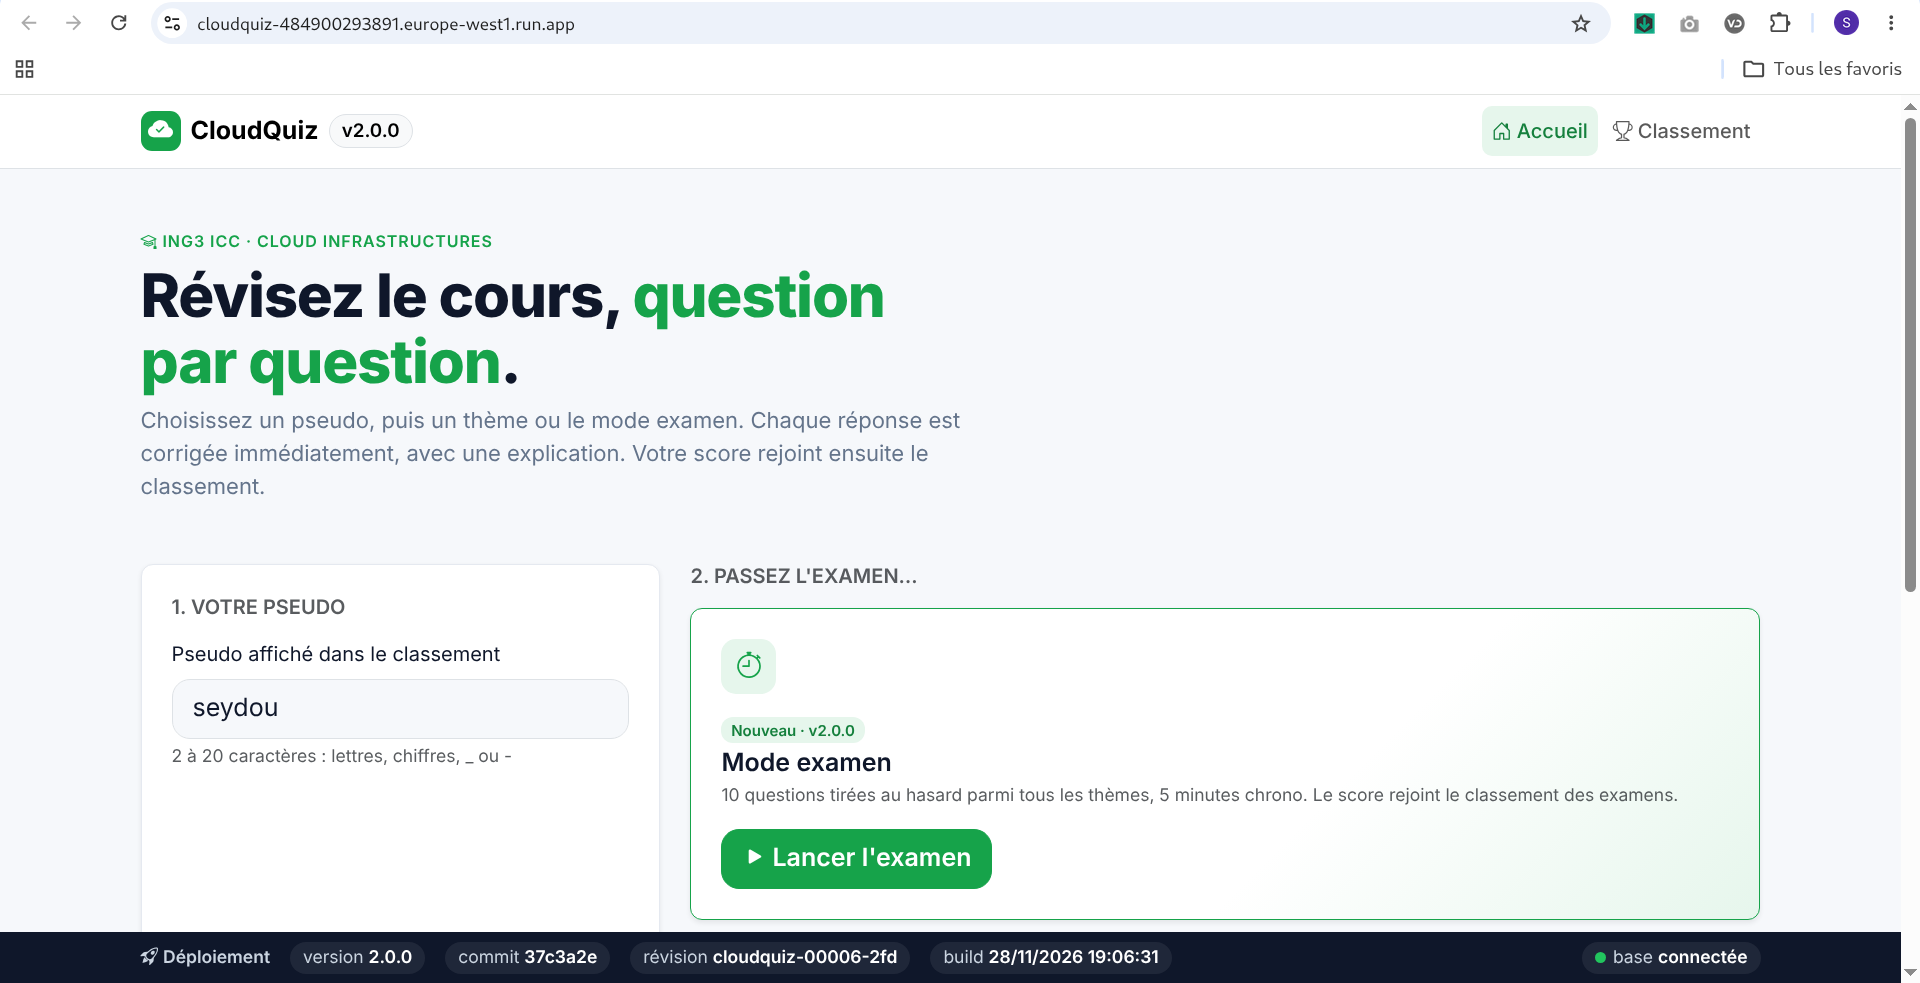 cloudquiz-484900293891.europe-west1.run.app
S
Tous les favoris
CloudQuiz v2.0.0
Accueil
Classement
ING3 ICC · CLOUD INFRASTRUCTURES
Révisez le cours, question
par question.
Choisissez un pseudo, puis un thème ou le mode examen. Chaque réponse est
corrigée immédiatement, avec une explication. Votre score rejoint ensuite le
classement.
1. VOTRE PSEUDO
Pseudo affiché dans le classement
seydou
2 à 20 caractères : lettres, chiffres, _ ou -
2. PASSEZ L'EXAMEN...
Nouveau · v2.0.0
Mode examen
10 questions tirées au hasard parmi tous les thèmes, 5 minutes chrono. Le score rejoint le classement des examens.
Lancer l'examen
Déploiement version 2.0.0 commit 37c3a2e révision cloudquiz-00006-2fd build 28/11/2026 19:06:31 base connectée